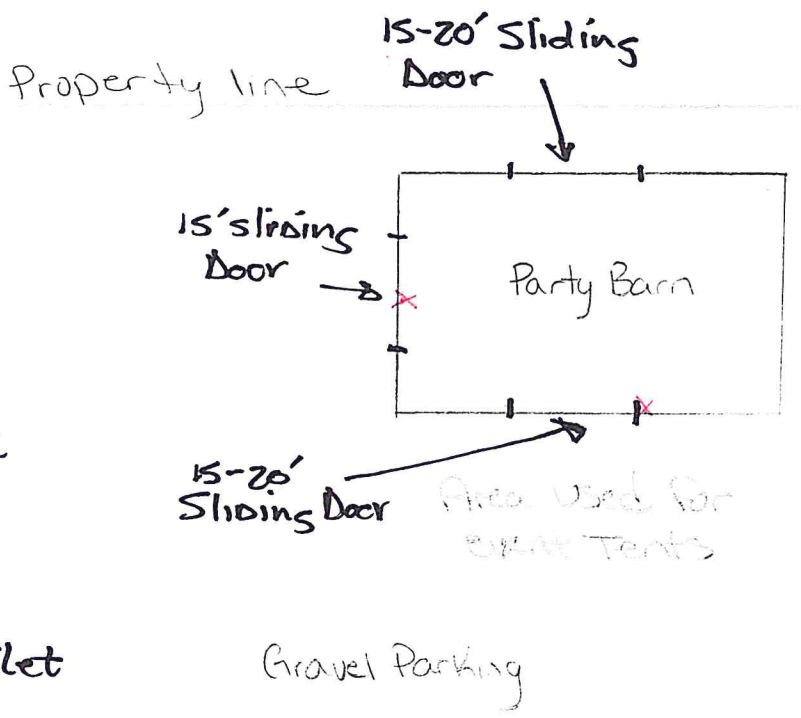 15-20' Sliding
Door
Property line
15' Sliding
Door
Party Barn
15-20'
Sliding Door
Area Used for
Event Tents
let
Gravel Parking